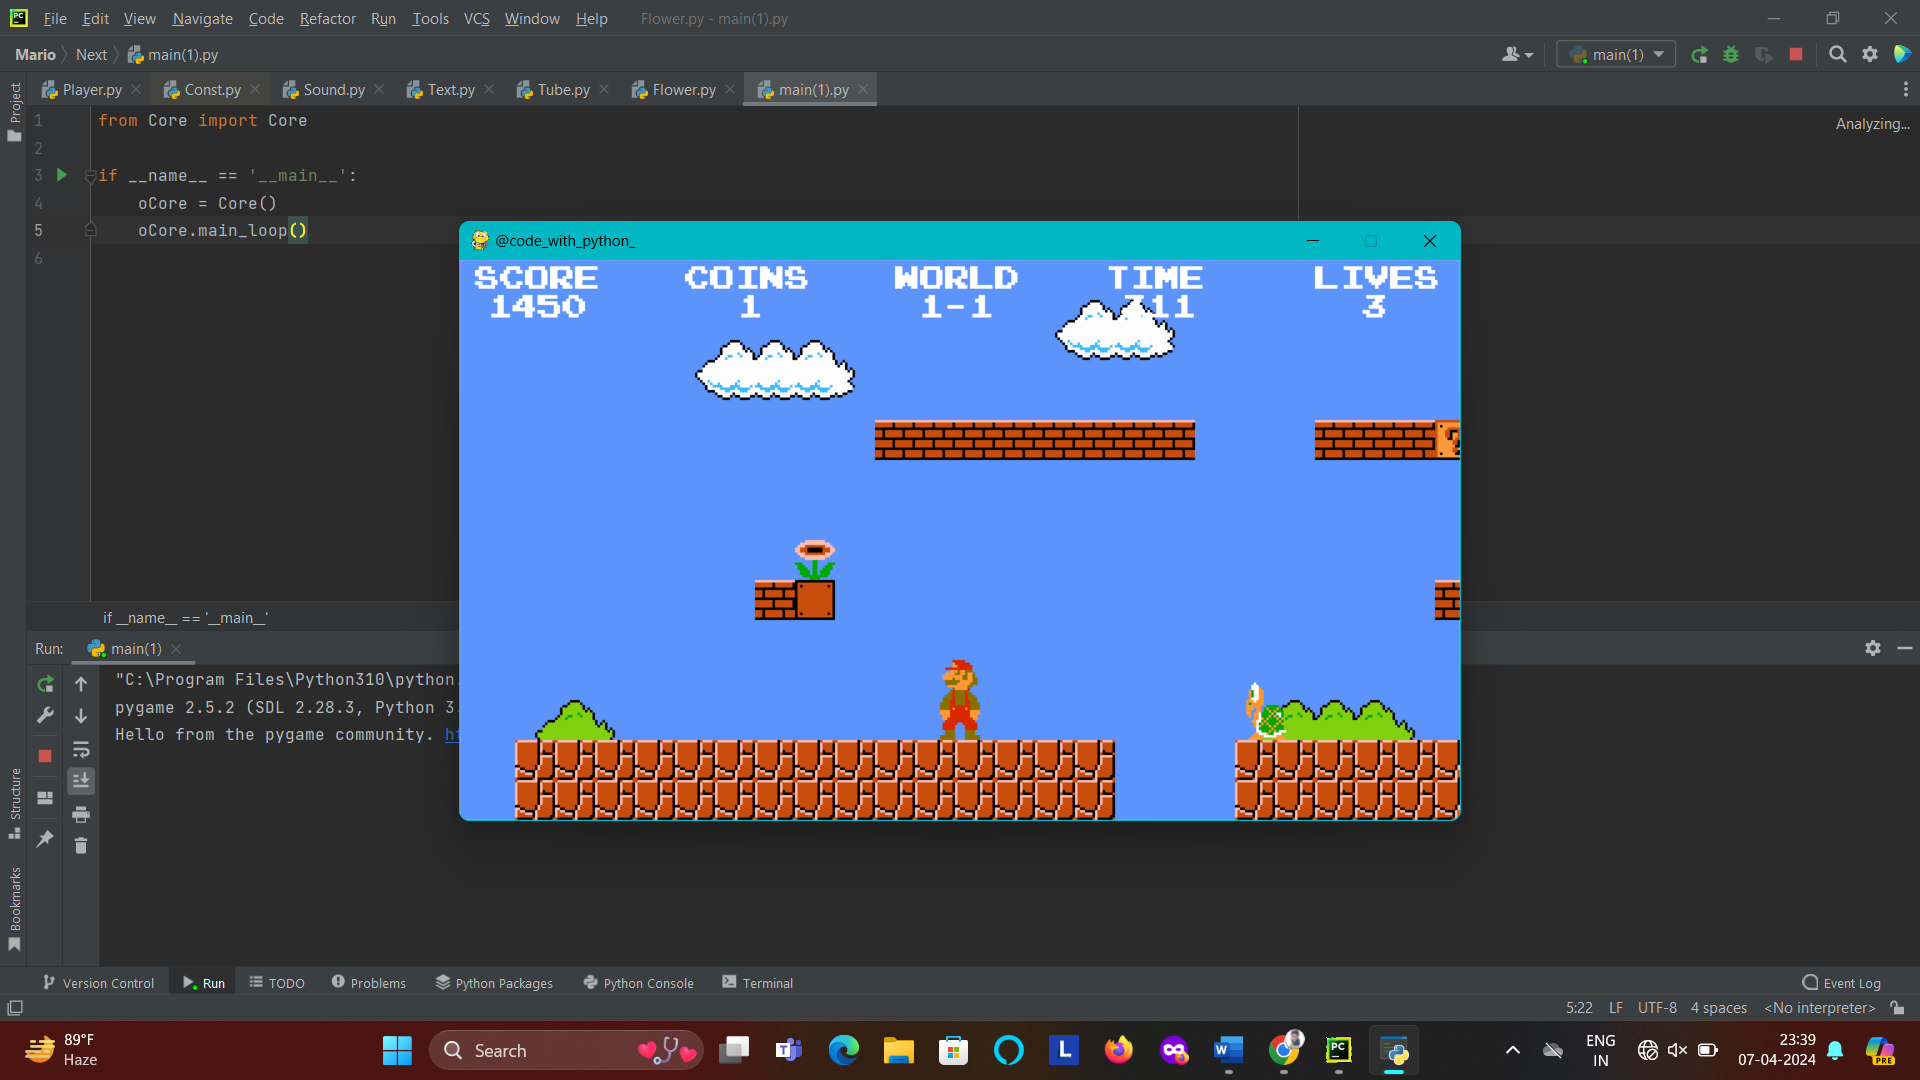 PC File Edit View Navigate Code Refactor Run Tools VCS Window Help Flower.py - main(1).py
Mario Next main(1).py main(1)
Project
Player.py Const.py Sound.py Text.py Tube.py Flower.py main(1).py
1 from Core import Core
Analyzing...
2
3 if __name__ == '__main__':
4 oCore = Core()
5 oCore.main_loop()
6
@code_with_python_
SCORE COINS WORLD TIME LIVES
1450 1 1-1 311 3
?
if __name__ == '__main__'
Run: main(1)
"C:\Program Files\Python310\python.
pygame 2.5.2 (SDL 2.28.3, Python 3.
Hello from the pygame community. ht
Structure
Bookmarks
Version Control Run TODO Problems Python Packages Python Console Terminal Event Log
5:22 LF UTF-8 4 spaces <No interpreter>
89°F
Haze
Search
T
L
W
PC
ENG
IN
23:39
07-04-2024
PRE